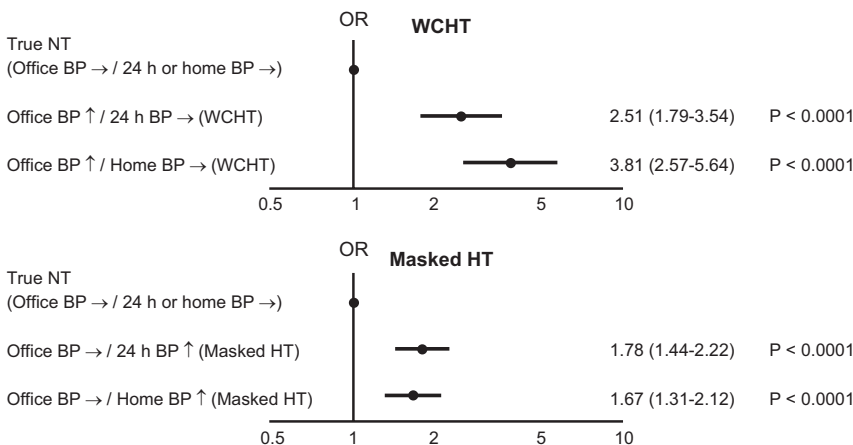 OR
WCHT
True NT
(Office BP → / 24 h or home BP →)
Office BP ↑ / 24 h BP → (WCHT) 2.51 (1.79-3.54) P < 0.0001
Office BP ↑ / Home BP → (WCHT) 3.81 (2.57-5.64) P < 0.0001
0.5 1 2 5 10
OR
Masked HT
True NT
(Office BP → / 24 h or home BP →)
Office BP → / 24 h BP ↑ (Masked HT) 1.78 (1.44-2.22) P < 0.0001
Office BP → / Home BP ↑ (Masked HT) 1.67 (1.31-2.12) P < 0.0001
0.5 1 2 5 10